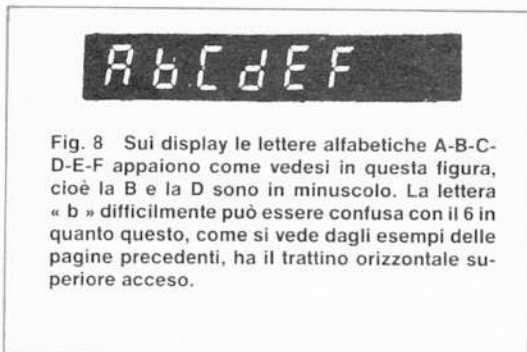 AbCdEF
Fig. 8 Sui display le lettere alfabetiche A-B-C-
D-E-F appaiono come vedesi in questa figura,
cioè la B e la D sono in minuscolo. La lettera
« b » difficilmente può essere confusa con il 6 in
quanto questo, come si vede dagli esempi delle
pagine precedenti, ha il trattino orizzontale su-
periore acceso.